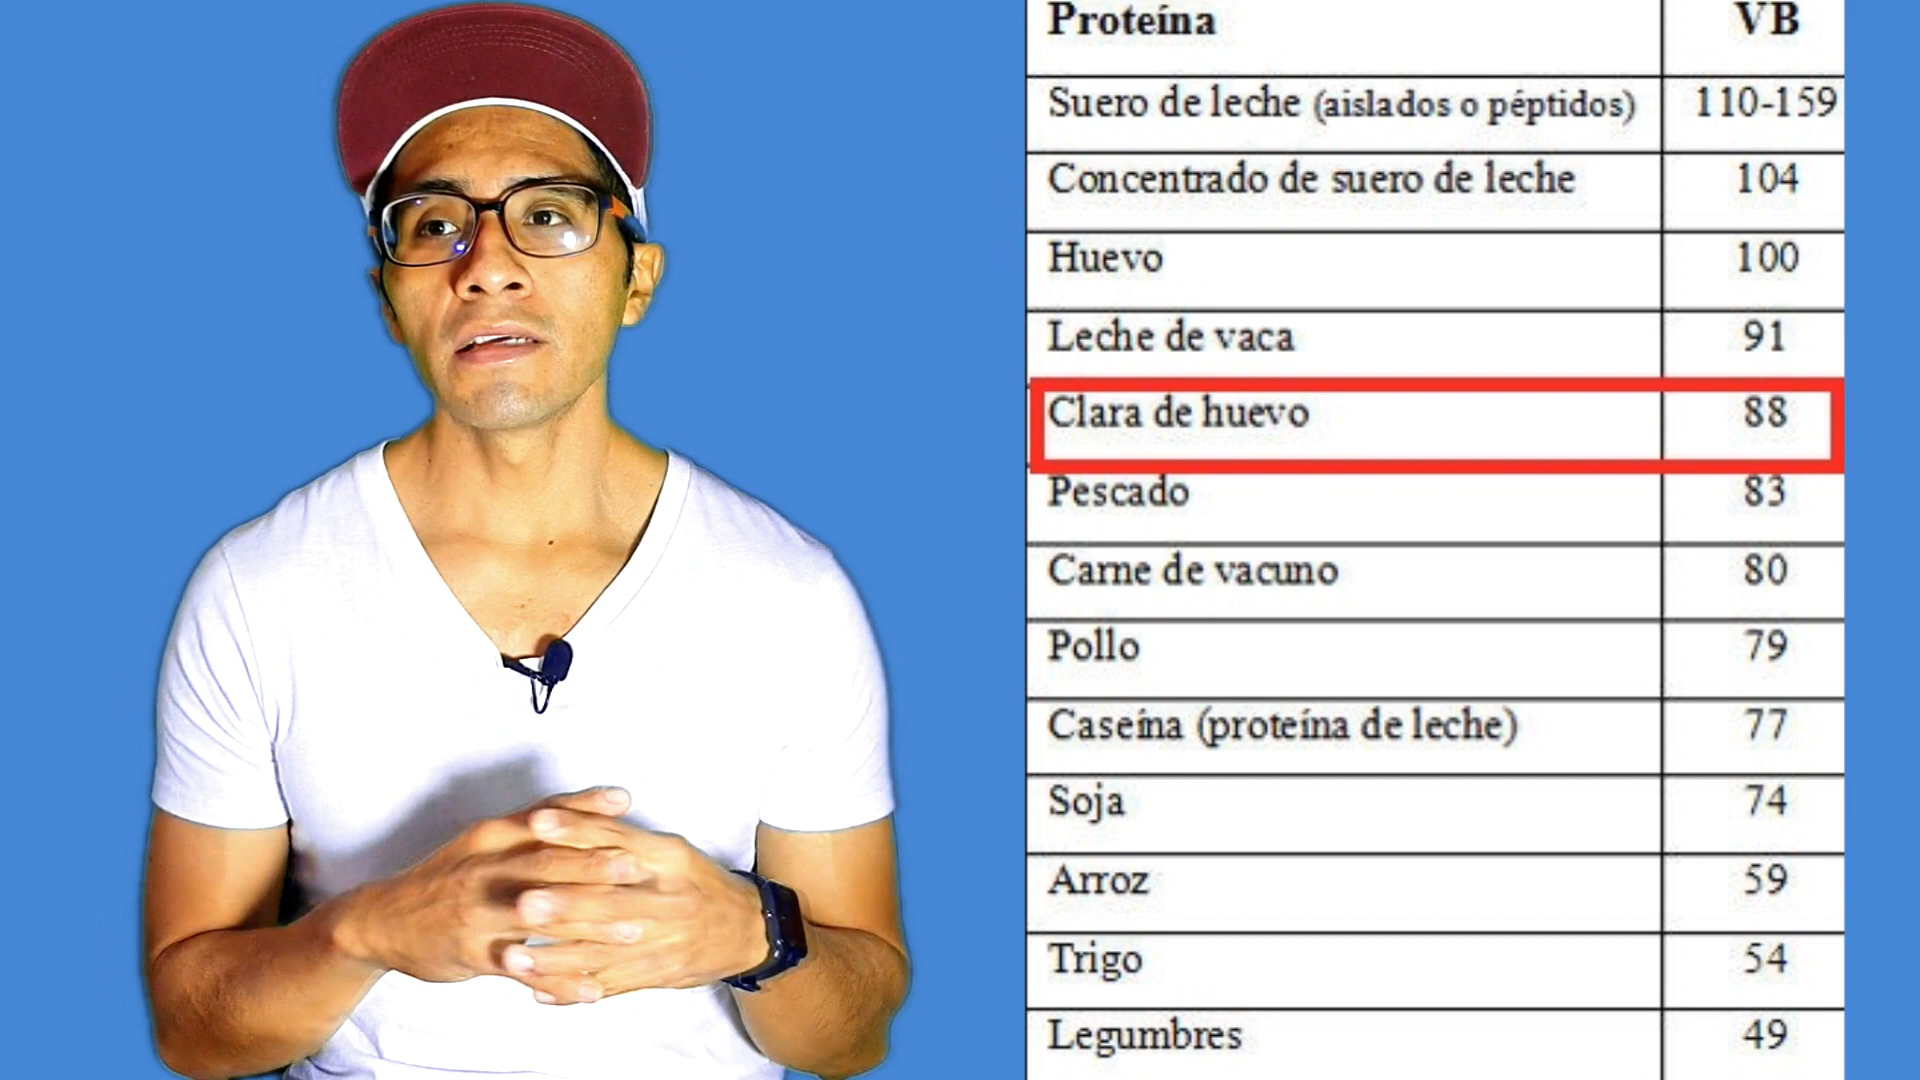 Proteína VB
Suero de leche (aislados o péptidos) 110-159
Concentrado de suero de leche 104
Huevo 100
Leche de vaca 91
Clara de huevo 88
Pescado 83
Carne de vacuno 80
Pollo 79
Caseína (proteína de leche) 77
Soja 74
Arroz 59
Trigo 54
Legumbres 49